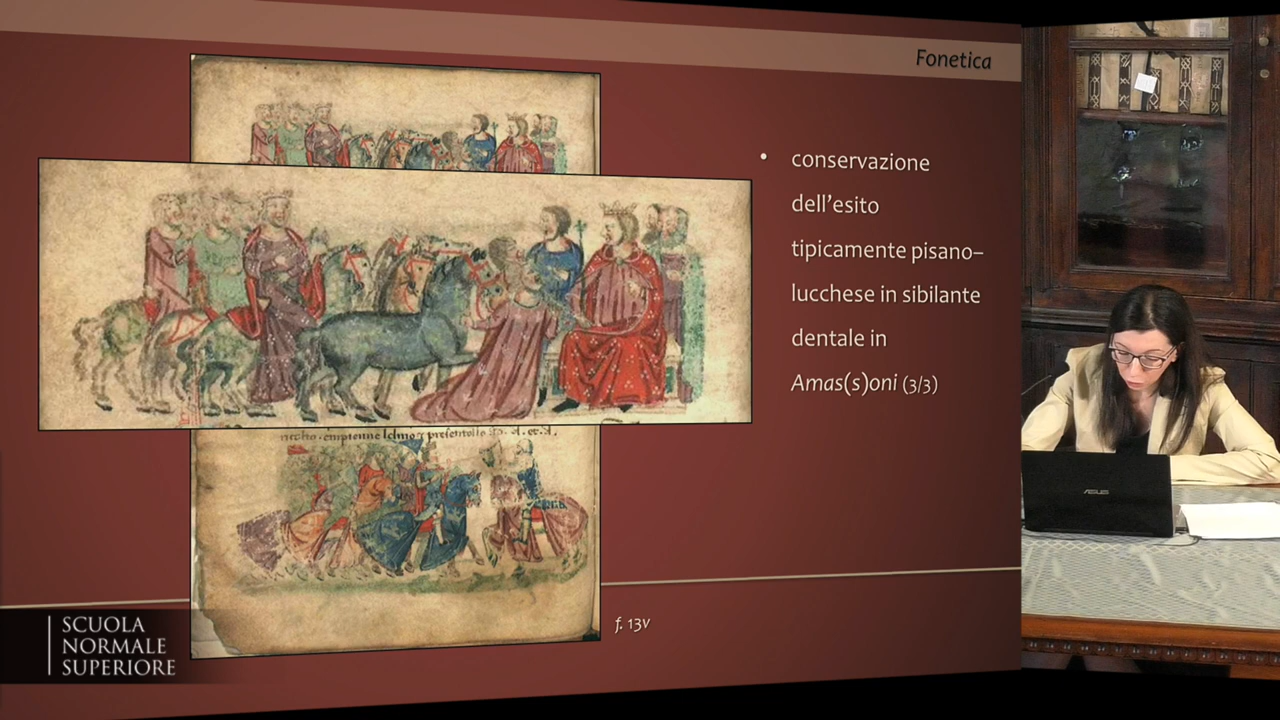 Fonetica
• conservazione
dell’esito
tipicamente pisano–
lucchese in sibilante
dentale in
Amas(s)oni (3/3)
f. 13v
SCUOLA
NORMALE
SUPERIORE
ASUS